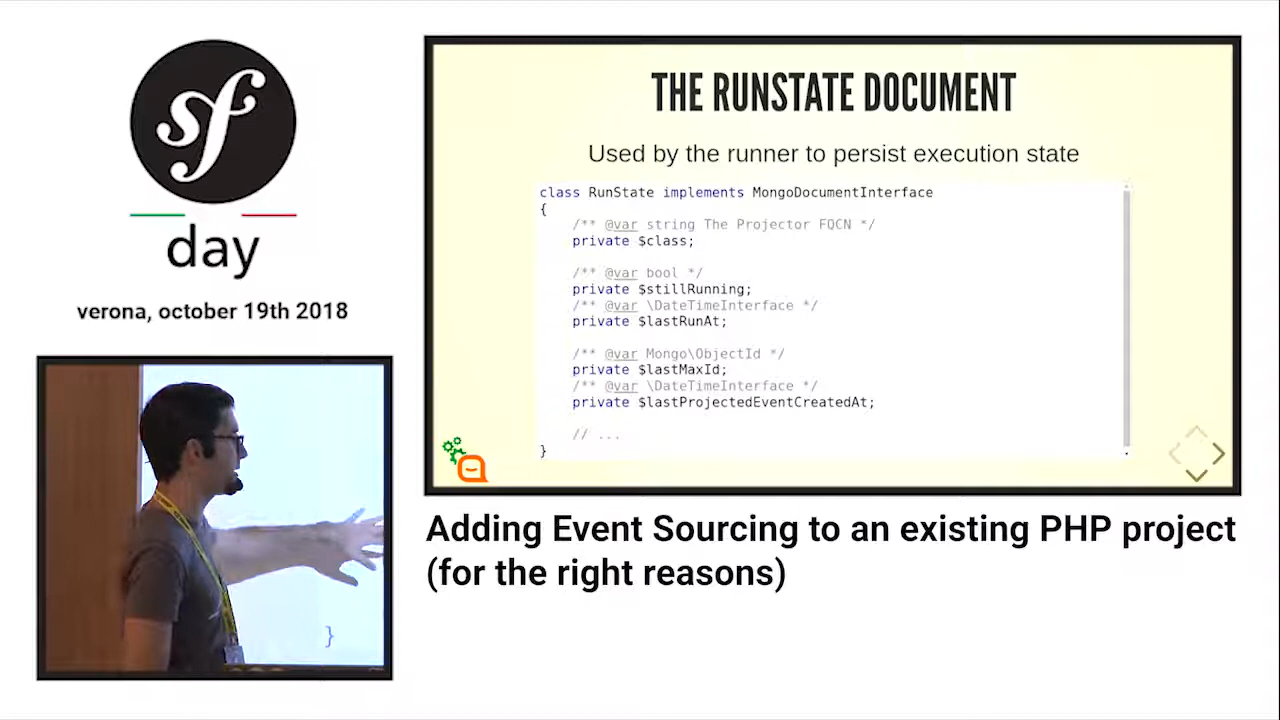 sf
day
verona, october 19th 2018
THE RUNSTATE DOCUMENT
Used by the runner to persist execution state
class RunState implements MongoDocumentInterface
{
/** @var string The Projector FQCN */
private $class;
/** @var bool */
private $stillRunning;
/** @var \DateTimeInterface */
private $lastRunAt;
/** @var Mongo\ObjectId */
private $lastMaxId;
/** @var \DateTimeInterface */
private $lastProjectedEventCreatedAt;
// ...
}
}
Adding Event Sourcing to an existing PHP project
(for the right reasons)